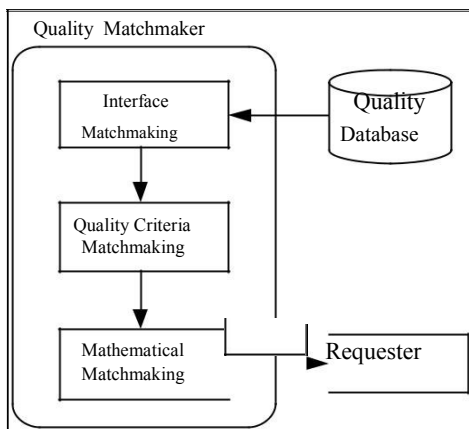 Quality Matchmaker
Interface
Matchmaking
Quality
Database
Quality Criteria
Matchmaking
Mathematical
Matchmaking
Requester